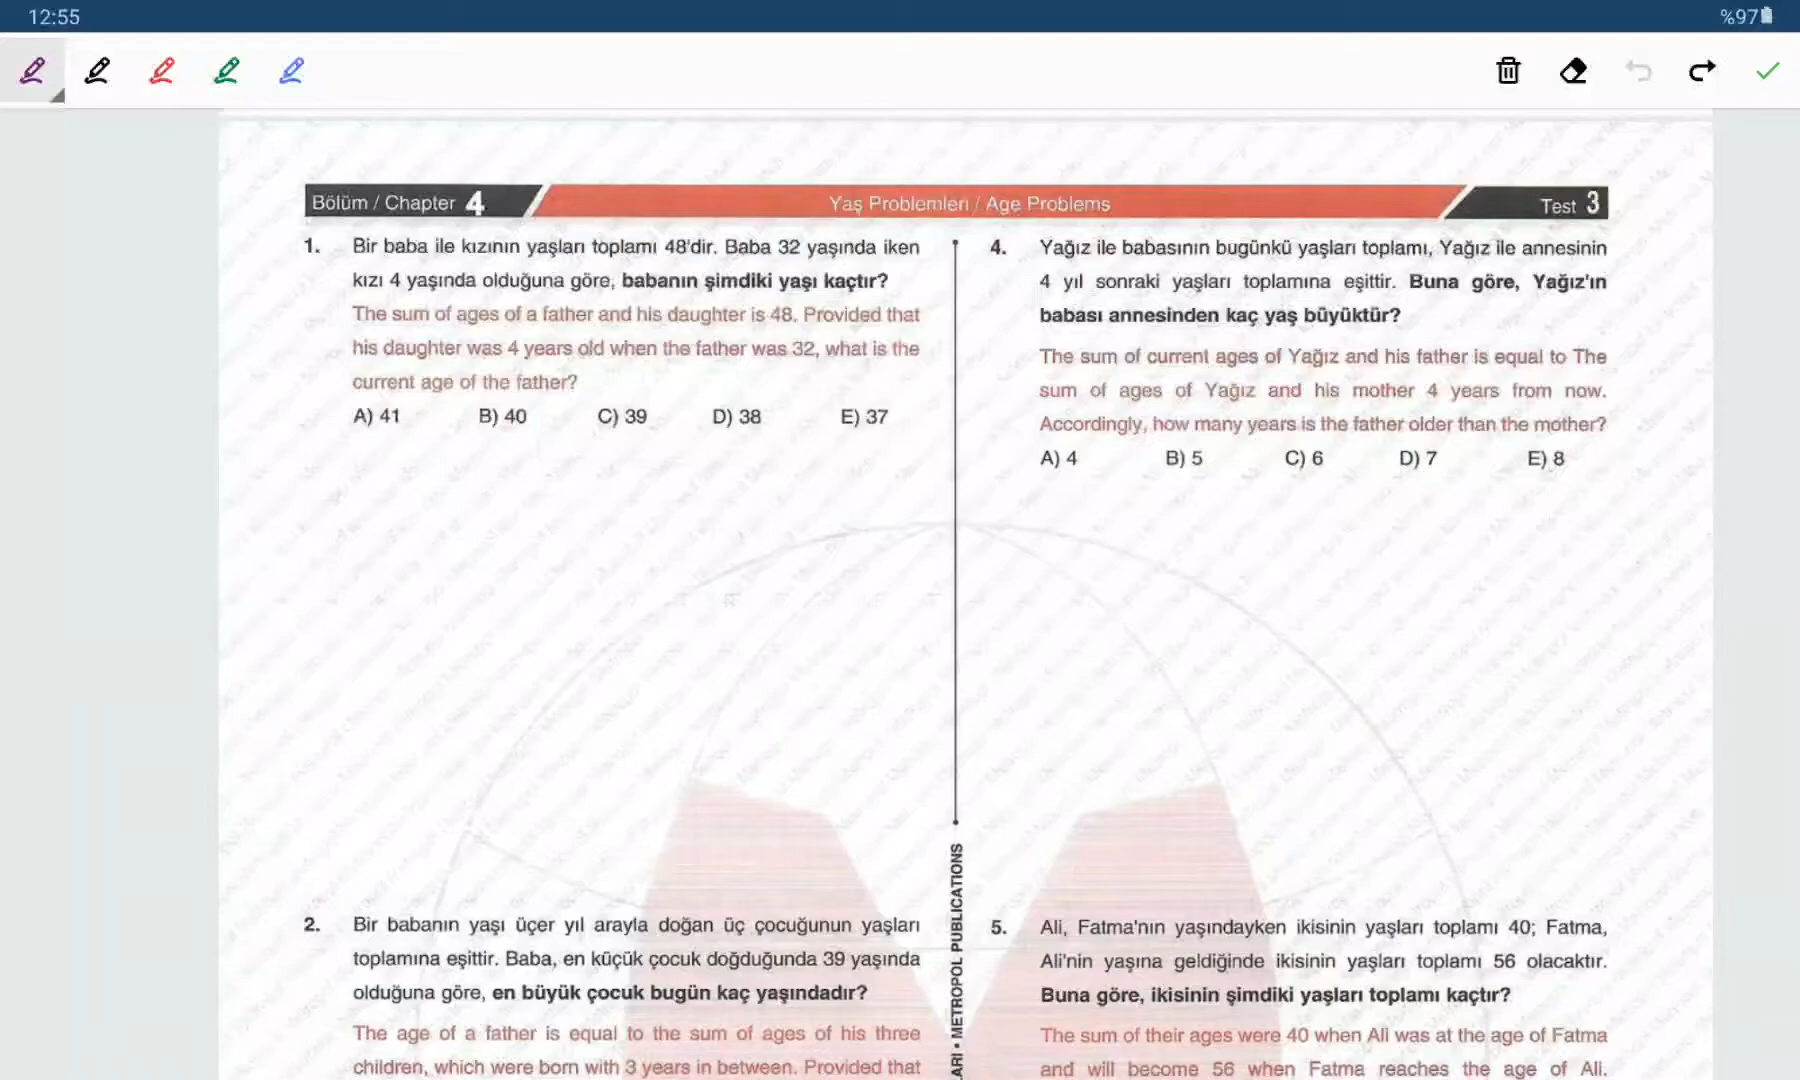 12:55
%97
Bölüm / Chapter 4
Yaş Problemleri / Age Problems
Test 3
1. Bir baba ile kızının yaşları toplamı 48'dir. Baba 32 yaşında iken
kızı 4 yaşında olduğuna göre, babanın şimdiki yaşı kaçtır?
The sum of ages of a father and his daughter is 48. Provided that
his daughter was 4 years old when the father was 32, what is the
current age of the father?
A) 41 B) 40 C) 39 D) 38 E) 37
2. Bir babanın yaşı üçer yıl arayla doğan üç çocuğunun yaşları
toplamına eşittir. Baba, en küçük çocuk doğduğunda 39 yaşında
olduğuna göre, en büyük çocuk bugün kaç yaşındadır?
The age of a father is equal to the sum of ages of his three
children, which were born with 3 years in between. Provided that
LARI • METROPOL PUBLICATIONS
4. Yağız ile babasının bugünkü yaşları toplamı, Yağız ile annesinin
4 yıl sonraki yaşları toplamına eşittir. Buna göre, Yağız'ın
babası annesinden kaç yaş büyüktür?
The sum of current ages of Yağız and his father is equal to The
sum of ages of Yağız and his mother 4 years from now.
Accordingly, how many years is the father older than the mother?
A) 4 B) 5 C) 6 D) 7 E) 8
5. Ali, Fatma'nın yaşındayken ikisinin yaşları toplamı 40; Fatma,
Ali'nin yaşına geldiğinde ikisinin yaşları toplamı 56 olacaktır.
Buna göre, ikisinin şimdiki yaşları toplamı kaçtır?
The sum of their ages were 40 when Ali was at the age of Fatma
and will become 56 when Fatma reaches the age of Ali.